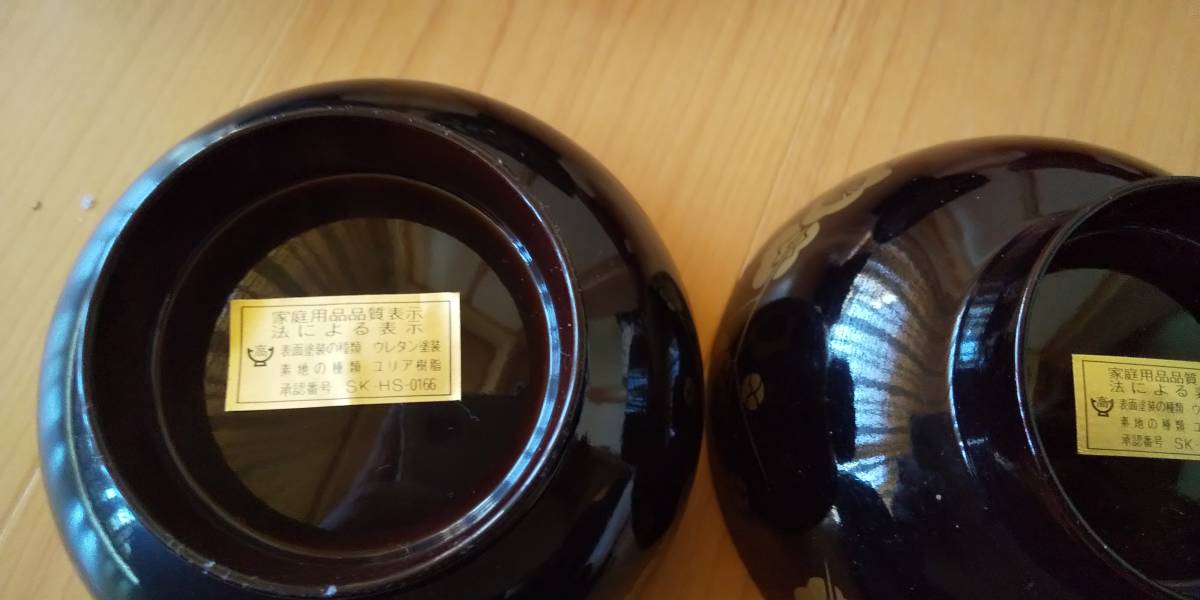 家庭用品品質表示
法による表示
高 表面塗装の種類 ウレタン塗装
素地の種類 ユリア樹脂
承認番号 SK-HS-0166
家庭用品品質
法による
高 表面塗装の種類
素地の種類 ユ
承認番号 SK